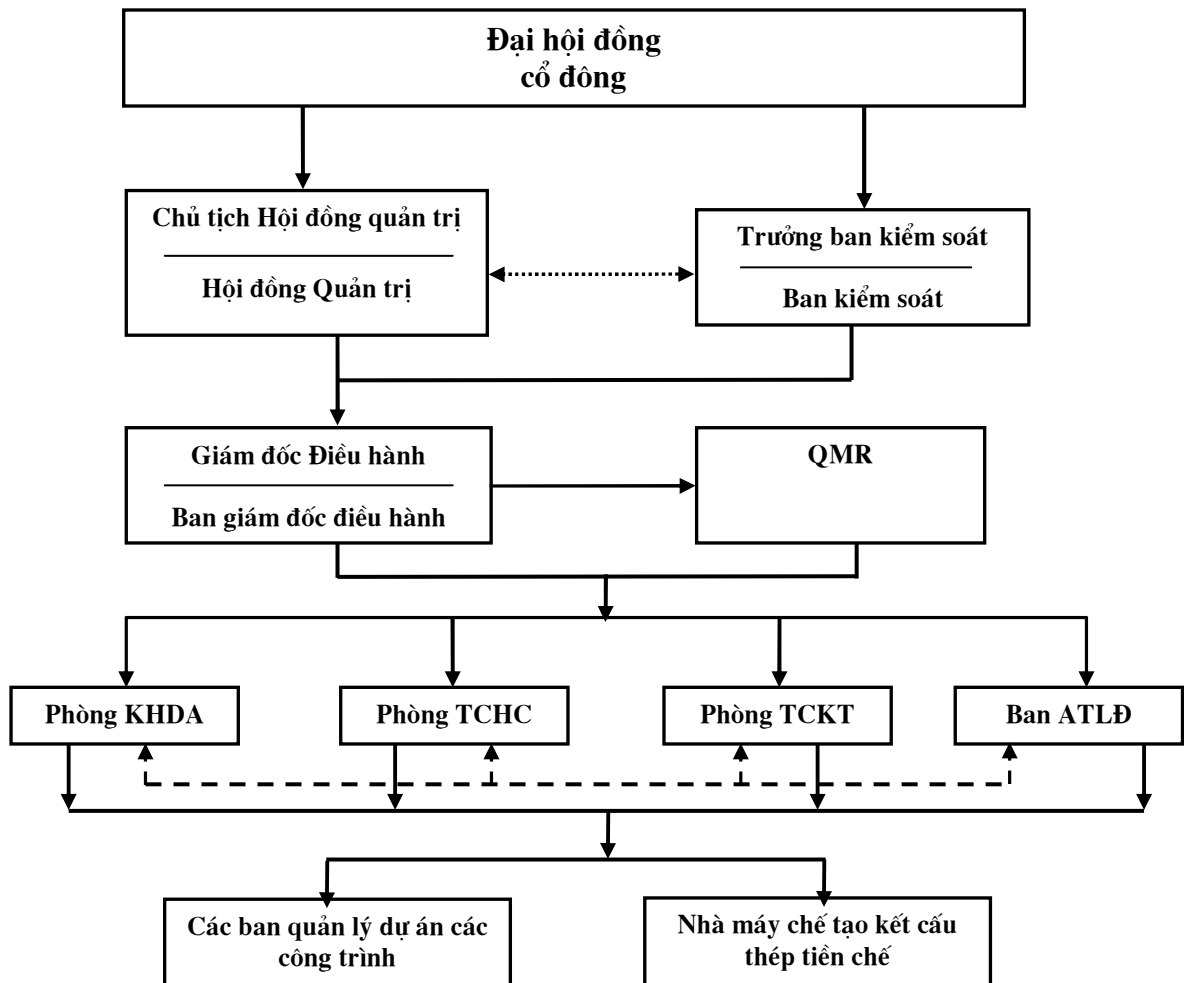 Đại hội đồng
cổ đông
Chủ tịch Hội đồng quản trị
Hội đồng Quản trị
Trưởng ban kiểm soát
Ban kiểm soát
Giám đốc Điều hành
Ban giám đốc điều hành
QMR
Phòng KHDA
Phòng TCHC
Phòng TCKT
Ban ATLĐ
Các ban quản lý dự án các
công trình
Nhà máy chế tạo kết cấu
thép tiền chế